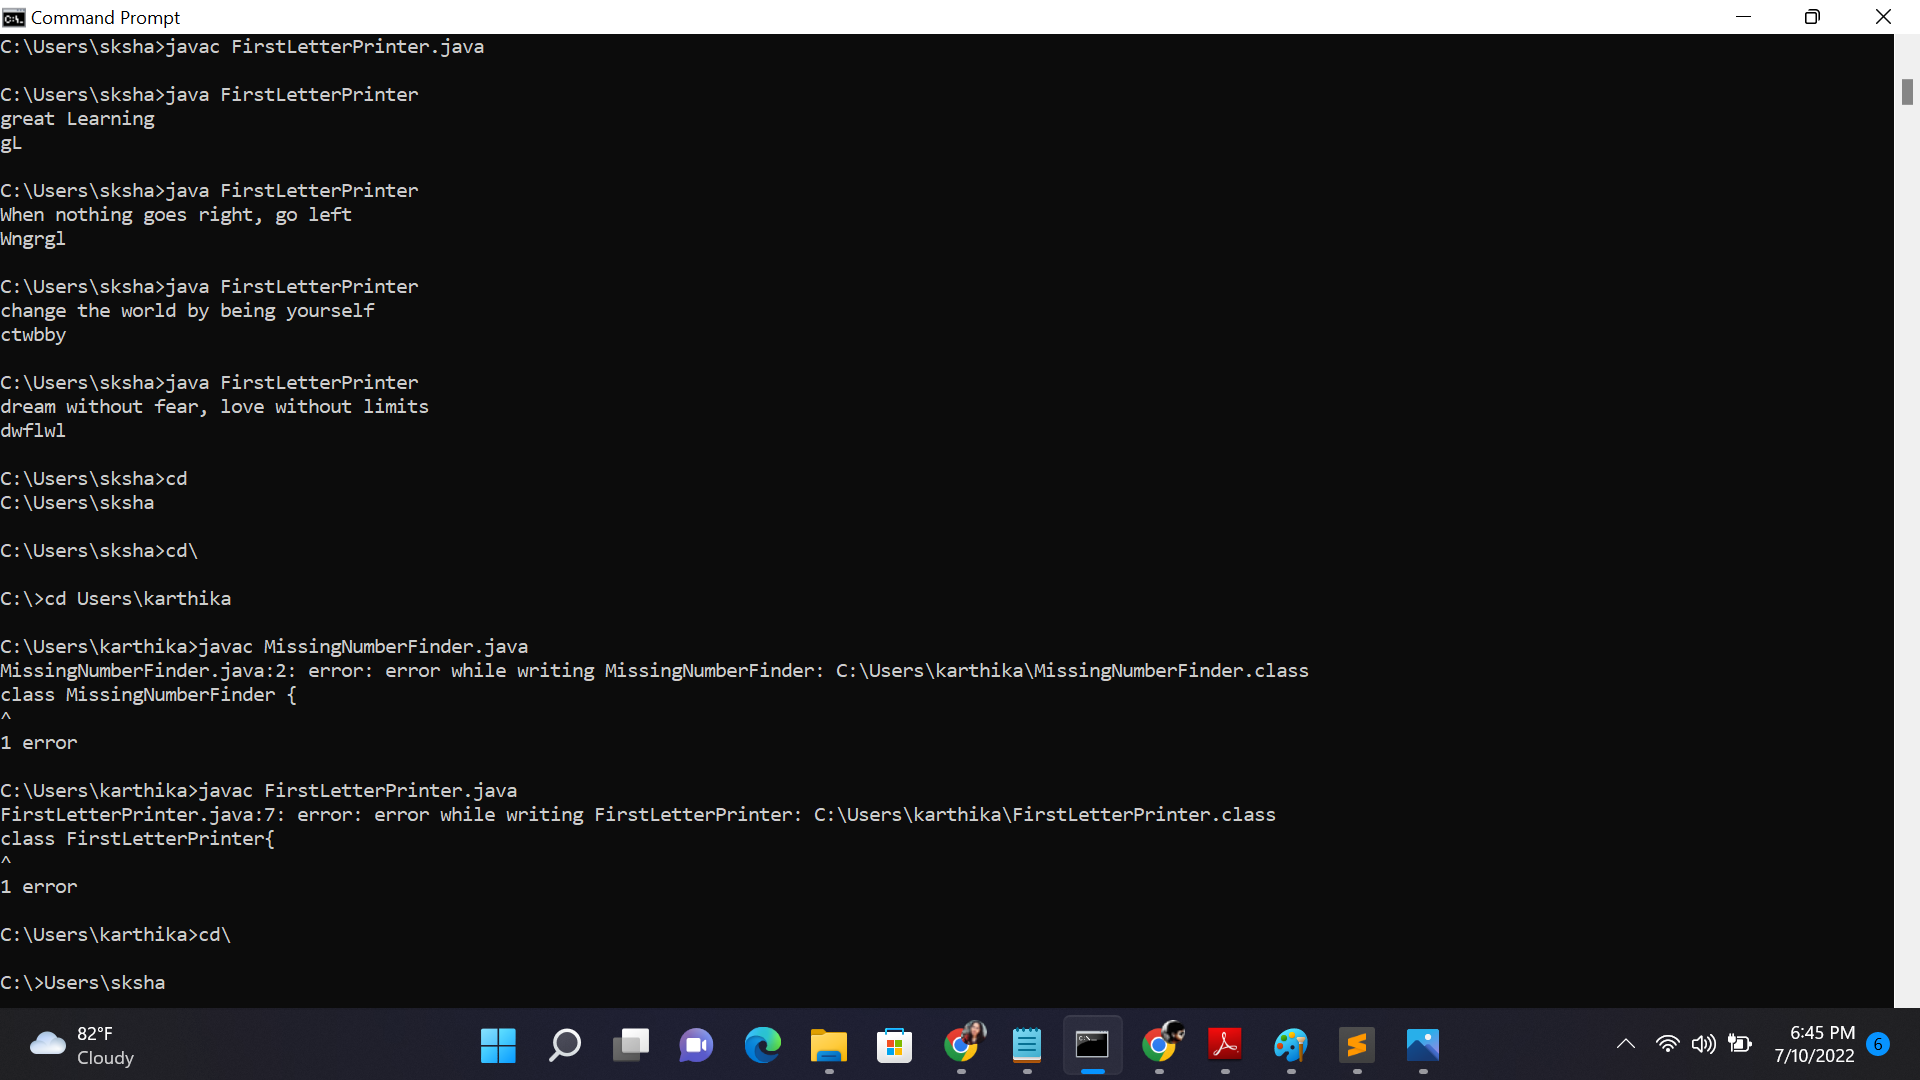 Command Prompt
C:\Users\sksha>javac FirstLetterPrinter.java
C:\Users\sksha>java FirstLetterPrinter
great Learning
gL
C:\Users\sksha>java FirstLetterPrinter
When nothing goes right, go left
Wngrgl
C:\Users\sksha>java FirstLetterPrinter
change the world by being yourself
ctwbby
C:\Users\sksha>java FirstLetterPrinter
dream without fear, love without limits
dwflwl
C:\Users\sksha>cd
C:\Users\sksha
C:\Users\sksha>cd\
C:\>cd Users\karthika
C:\Users\karthika>javac MissingNumberFinder.java
MissingNumberFinder.java:2: error: error while writing MissingNumberFinder: C:\Users\karthika\MissingNumberFinder.class
class MissingNumberFinder {
^
1 error
C:\Users\karthika>javac FirstLetterPrinter.java
FirstLetterPrinter.java:7: error: error while writing FirstLetterPrinter: C:\Users\karthika\FirstLetterPrinter.class
class FirstLetterPrinter{
^
1 error
C:\Users\karthika>cd\
C:\>Users\sksha
82°F
Cloudy
6:45 PM
7/10/2022
6